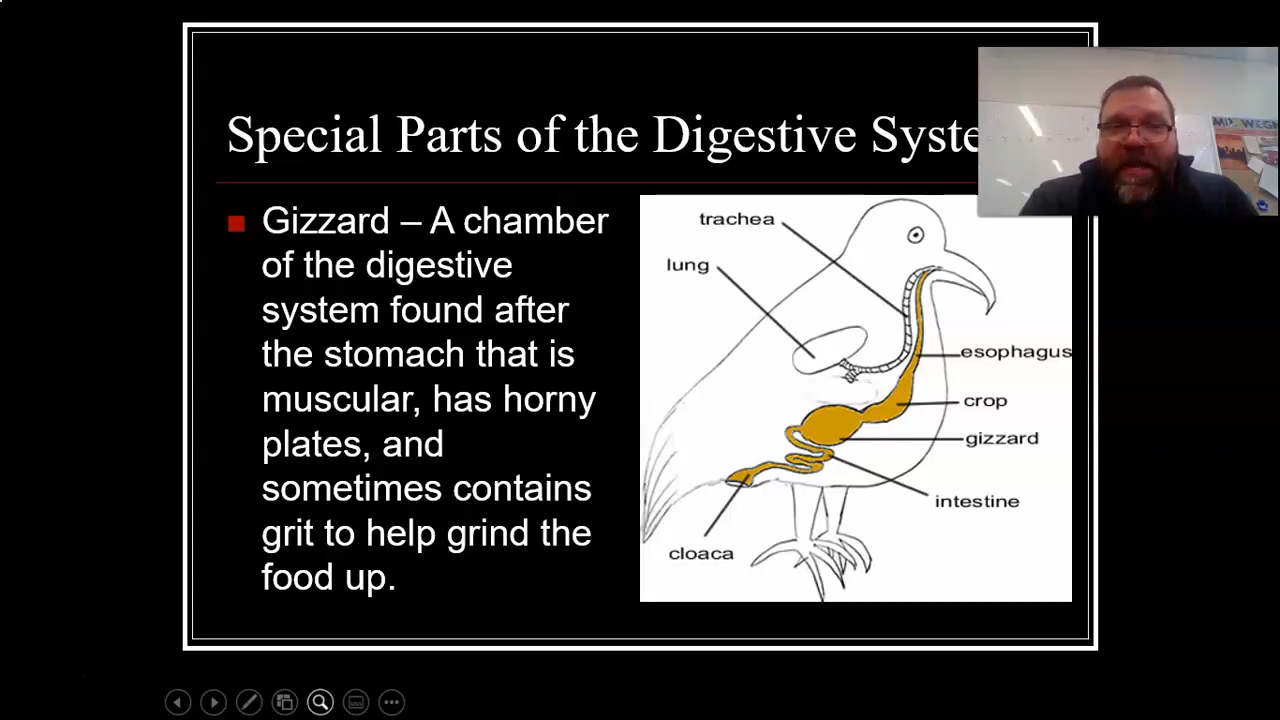 Special Parts of the Digestive Syste
Gizzard – A chamber
of the digestive
system found after
the stomach that is
muscular, has horny
plates, and
sometimes contains
grit to help grind the
food up.
trachea
lung
esophagus
crop
gizzard
intestine
cloaca